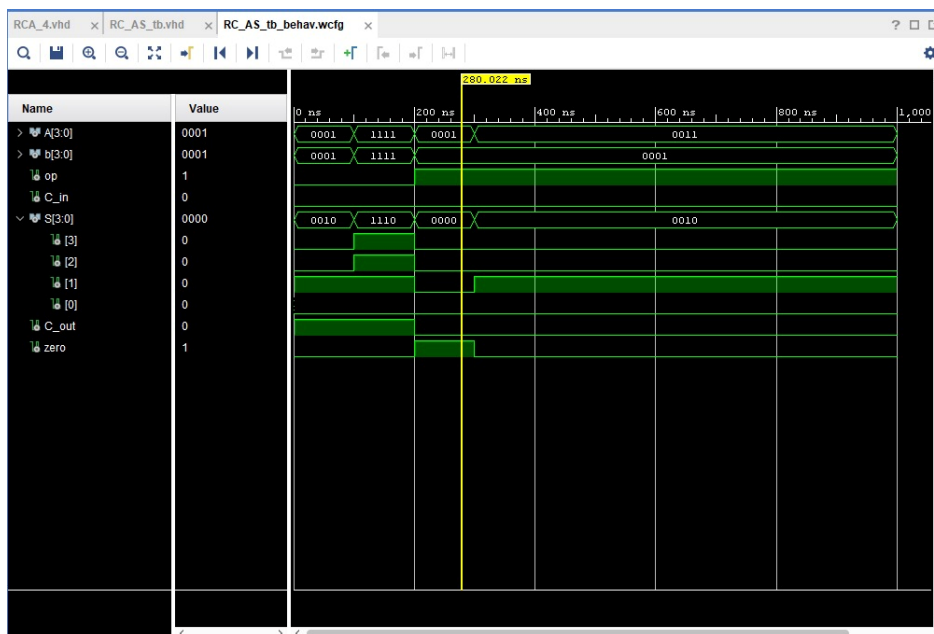 RCA_4.vhd × RC_AS_tb.vhd × RC_AS_tb_behav.wcfg ×
280.022 ns
Name Value
0 ns 200 ns 400 ns 600 ns 800 ns 1,000
A[3:0] 0001 0001 1111 0001 0011
b[3:0] 0001 0001 1111 0001
op 1
C_in 0
S[3:0] 0000 0010 1110 0000 0010
[3] 0
[2] 0
[1] 0
[0] 0
C_out 0
zero 1